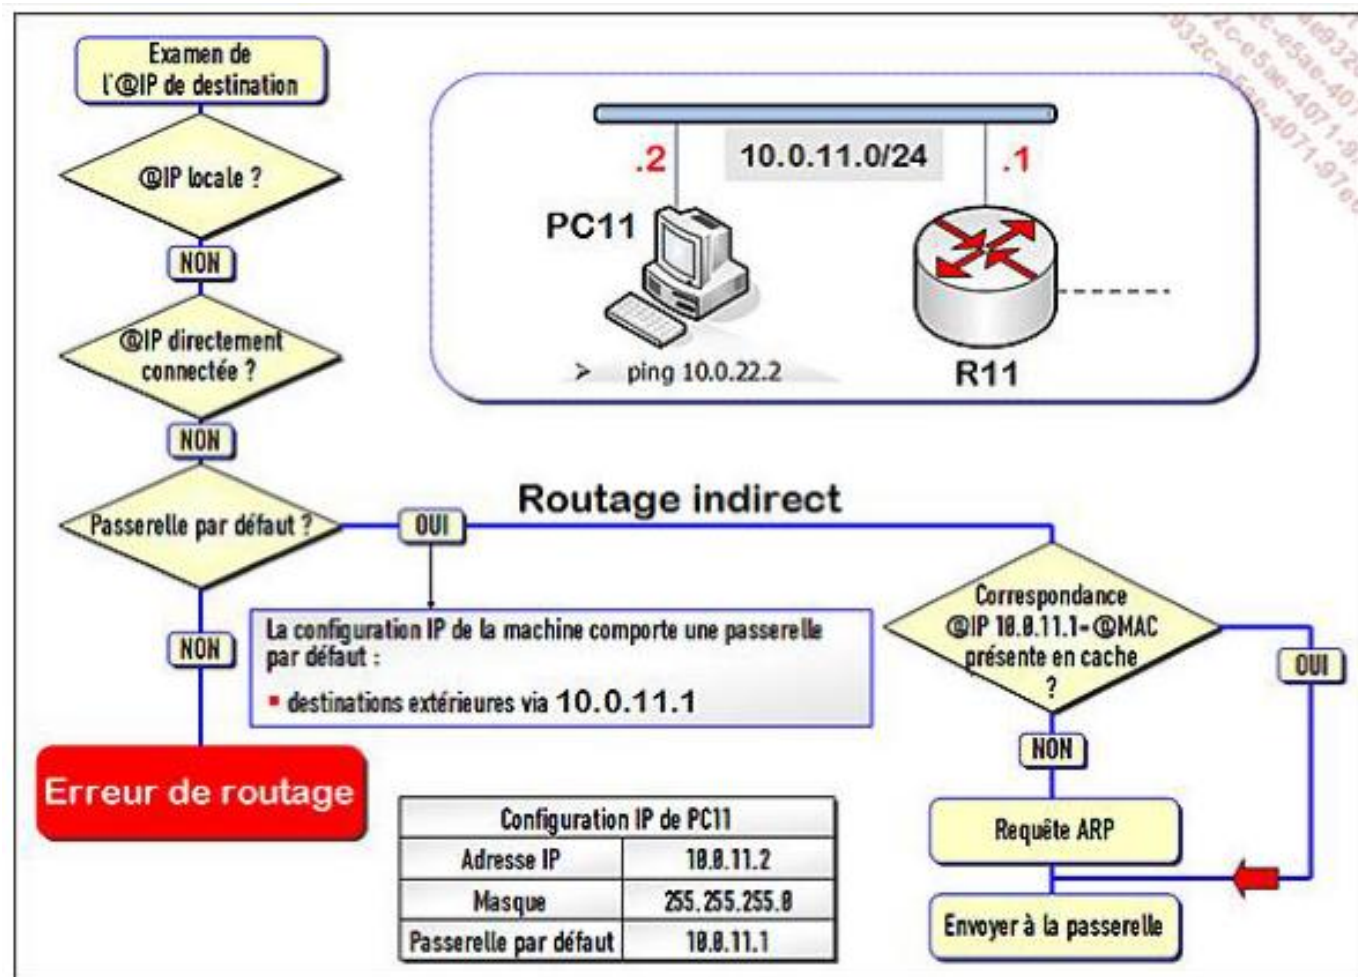 Examen de
l'@IP de destination
@IP locale ?
NON
@IP directement
connectée ?
NON
Passerelle par défaut ?
NON
Erreur de routage
.2
10.0.11.0/24
.1
PC11
➢ ping 10.0.22.2
R11
Routage indirect
OUI
La configuration IP de la machine comporte une passerelle
par défaut :
▪ destinations extérieures via 10.0.11.1
Correspondance
@IP 10.0.11.1-@MAC
présente en cache
?
OUI
NON
Requête ARP
Envoyer à la passerelle
Configuration IP de PC11
Adresse IP 10.0.11.2
Masque 255.255.255.0
Passerelle par défaut 10.0.11.1